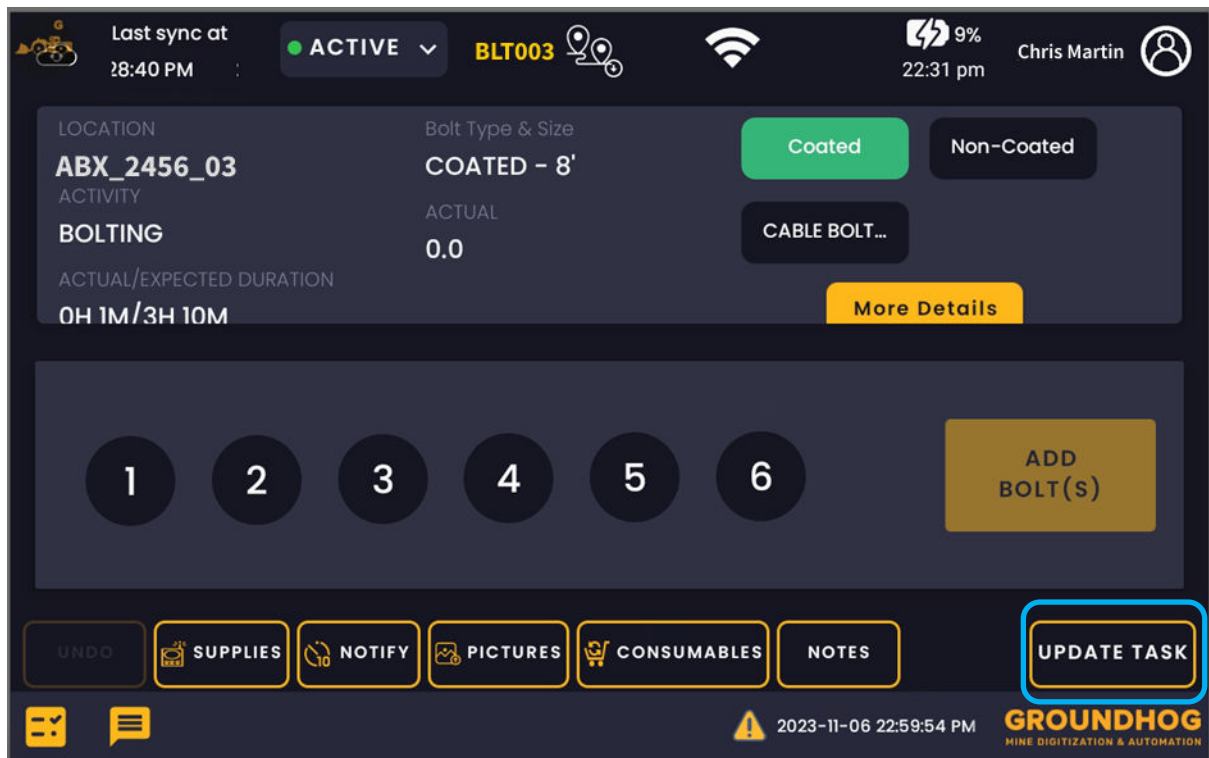 G
Last sync at
28:40 PM :
ACTIVE
BLT003
9%
22:31 pm
Chris Martin
LOCATION
ABX_2456_03
ACTIVITY
BOLTING
ACTUAL/EXPECTED DURATION
0H 1M/3H 10M
Bolt Type & Size
COATED - 8'
ACTUAL
0.0
Coated
Non-Coated
CABLE BOLT...
More Details
1 2 3 4 5 6
ADD
BOLT(S)
UNDO
SUPPLIES
10
NOTIFY
PICTURES
CONSUMABLES
NOTES
UPDATE TASK
2023-11-06 22:59:54 PM
GROUNDHOG
MINE DIGITIZATION & AUTOMATION